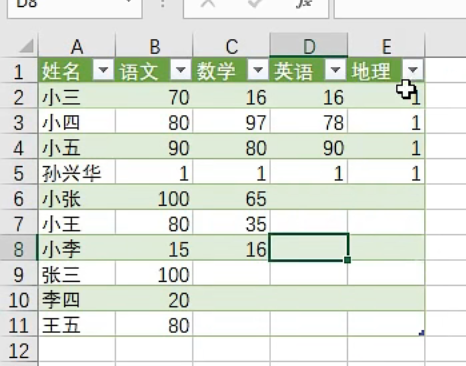 D8 fx
A B C D E
1 姓名 语文 数学 英语 地理
2 小三 70 16 16 1
3 小四 80 97 78 1
4 小五 90 80 90 1
5 孙兴华 1 1 1 1
6 小张 100 65
7 小王 80 35
8 小李 15 16
9 张三 100
10 李四 20
11 王五 80
12